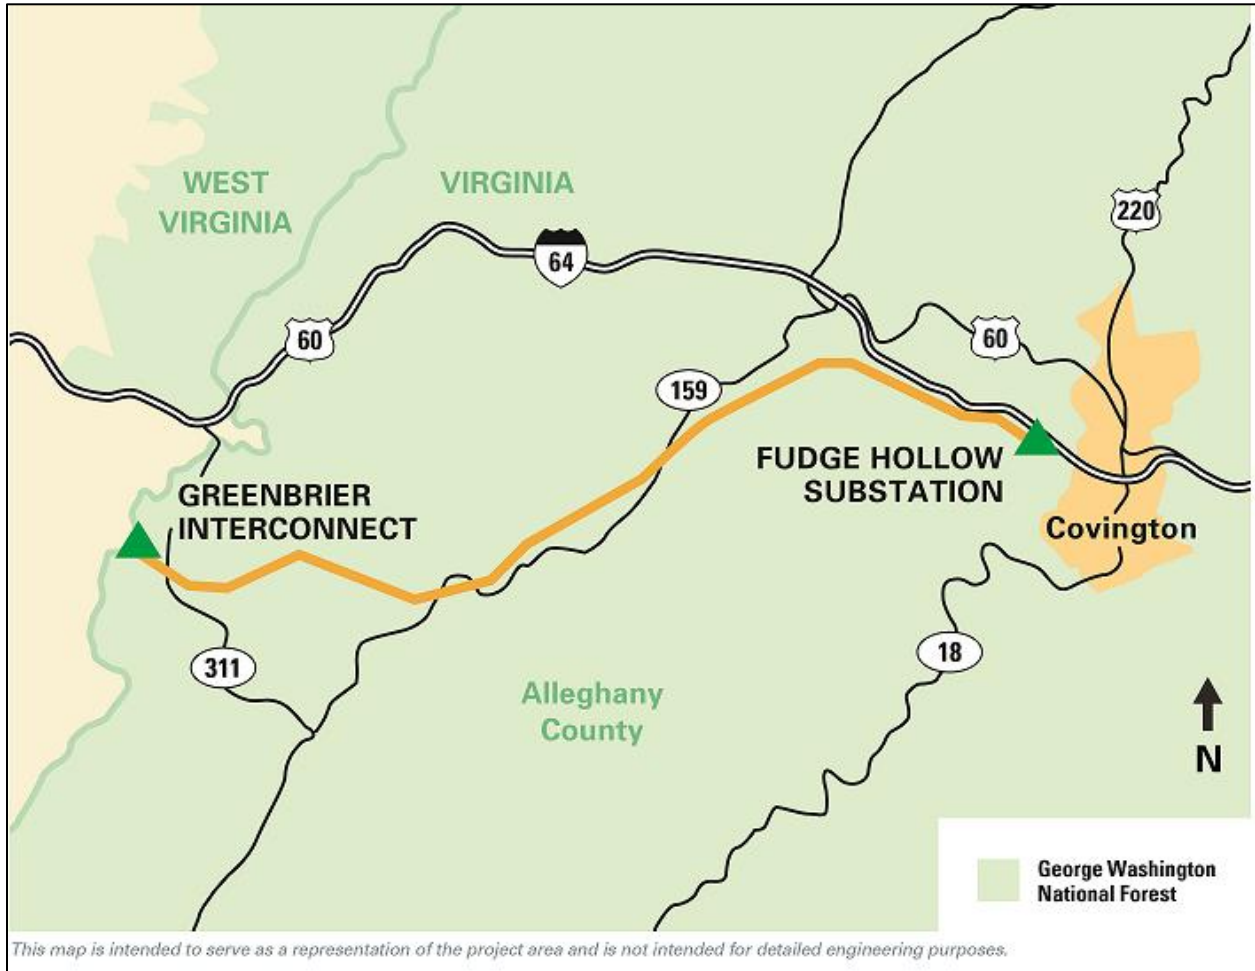 WEST
VIRGINIA
VIRGINIA
220
64
60
60
159
FUDGE HOLLOW
SUBSTATION
GREENBRIER
INTERCONNECT
Covington
311
18
Alleghany
County
N
George Washington
National Forest
This map is intended to serve as a representation of the project area and is not intended for detailed engineering purposes.